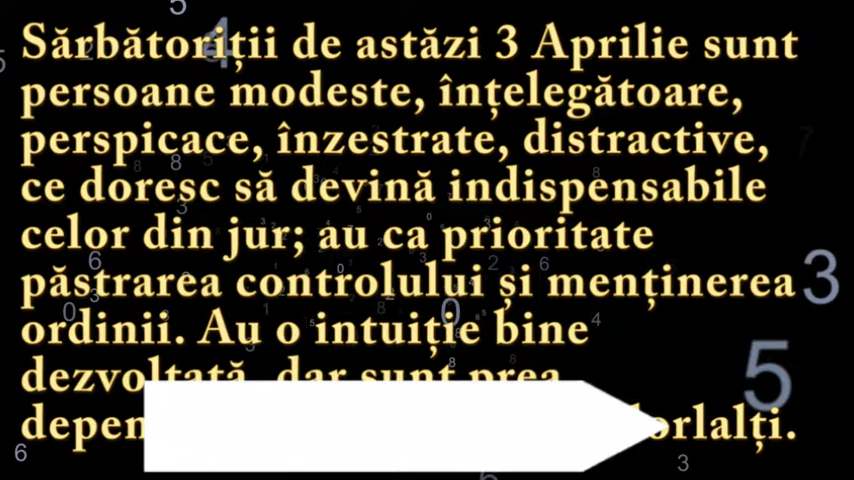 Sărbătoriții de astăzi 3 Aprilie sunt
persoane modeste, înțelegătoare,
perspicace, înzestrate, distractive,
ce doresc să devină indispensabile
celor din jur; au ca prioritate
păstrarea controlului și menținerea
ordinii. Au o intuiție bine
dezvoltată, dar sunt prea